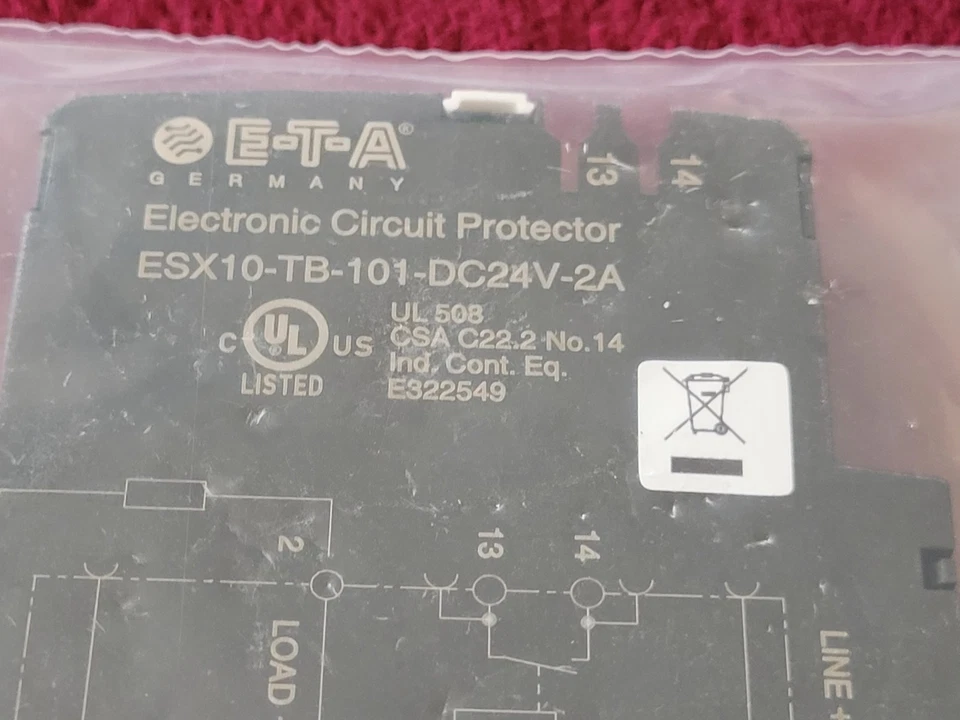 E-T-A®
GERMANY
13
14
Electronic Circuit Protector
ESX10-TB-101-DC24V-2A
C UL® US
LISTED
UL 508
CSA C22.2 No.14
Ind. Cont. Eq.
E322549
2
13
14
LOAD
LINE +